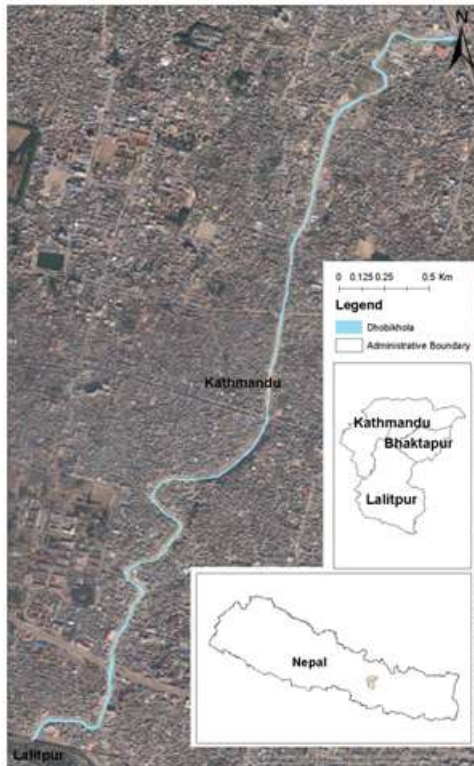 N
0 0.125 0.25 0.5 Km
Legend
Dhobikhola
Administrative Boundary
Kathmandu
Kathmandu
Bhaktapur
Lalitpur
Nepal
Lalitpur